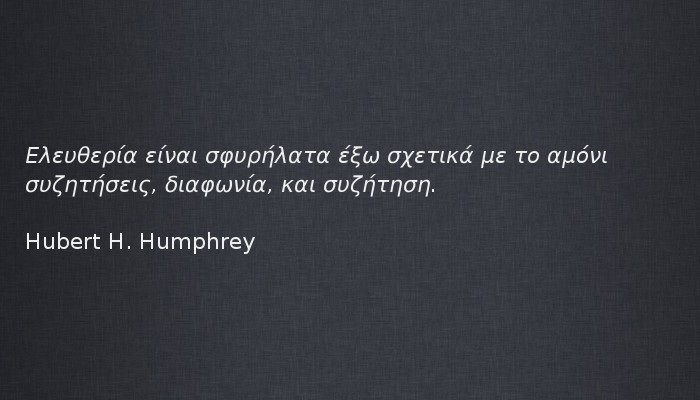 Ελευθερία είναι σφυρήλατα έξω σχετικά με το αμόνι
συζητήσεις, διαφωνία, και συζήτηση.
Hubert H. Humphrey